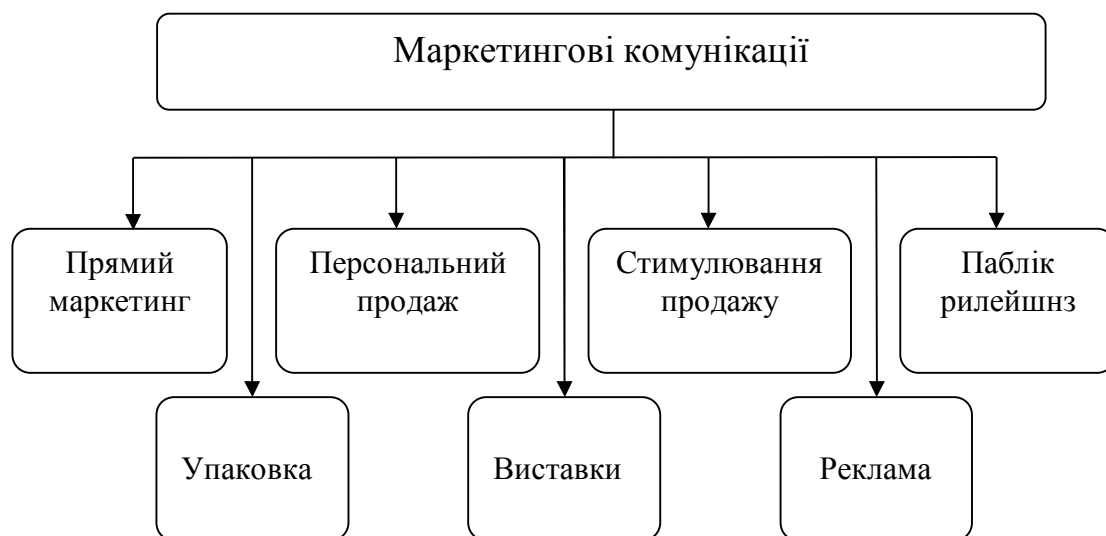 Маркетингові комунікації
Прямий
маркетинг
Персональний
продаж
Стимулювання
продажу
Паблік
рилейшнз
Упаковка
Виставки
Реклама